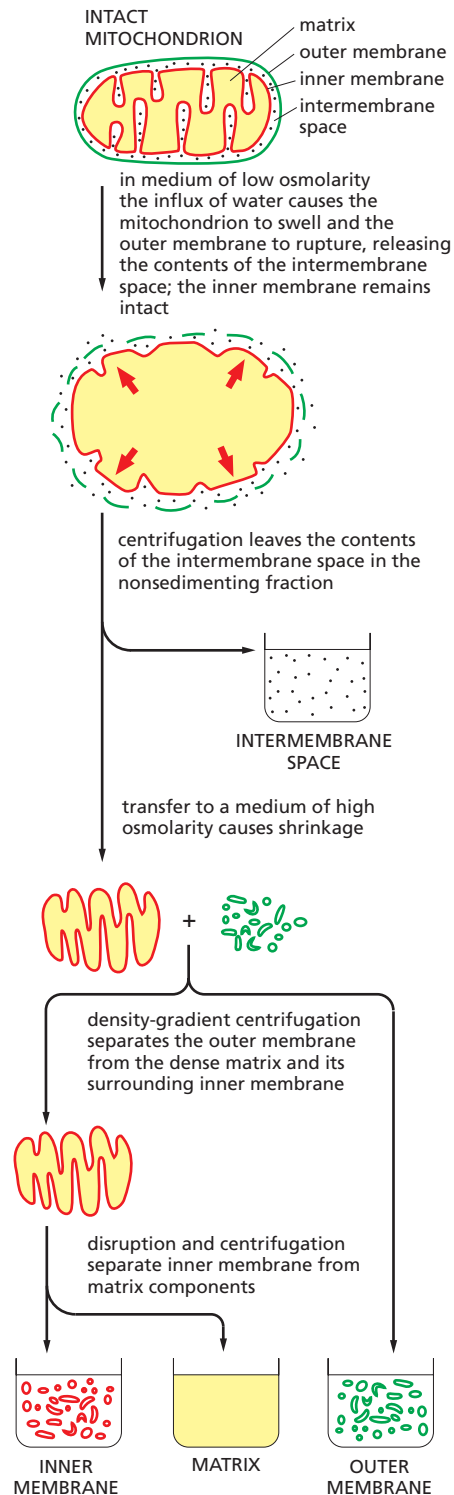 INTACT
MITOCHONDRION
matrix
outer membrane
inner membrane
intermembrane
space
in medium of low osmolarity
the influx of water causes the
mitochondrion to swell and the
outer membrane to rupture, releasing
the contents of the intermembrane
space; the inner membrane remains
intact
centrifugation leaves the contents
of the intermembrane space in the
nonsedimenting fraction
INTERMEMBRANE
SPACE
transfer to a medium of high
osmolarity causes shrinkage
+
density-gradient centrifugation
separates the outer membrane
from the dense matrix and its
surrounding inner membrane
disruption and centrifugation
separate inner membrane from
matrix components
INNER
MEMBRANE
MATRIX
OUTER
MEMBRANE